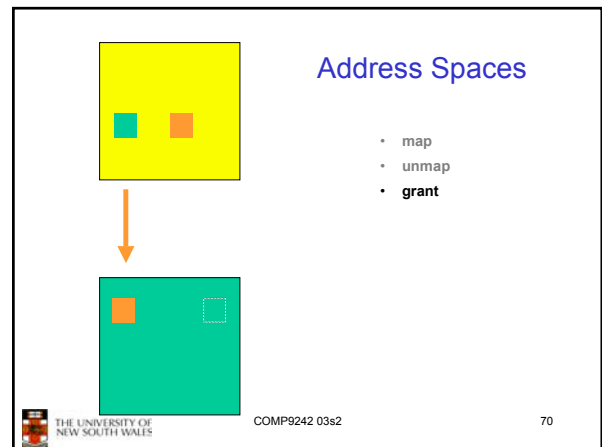 Address Spaces
• map
• unmap
• grant
THE UNIVERSITY OF
NEW SOUTH WALES
COMP9242 03s2
70